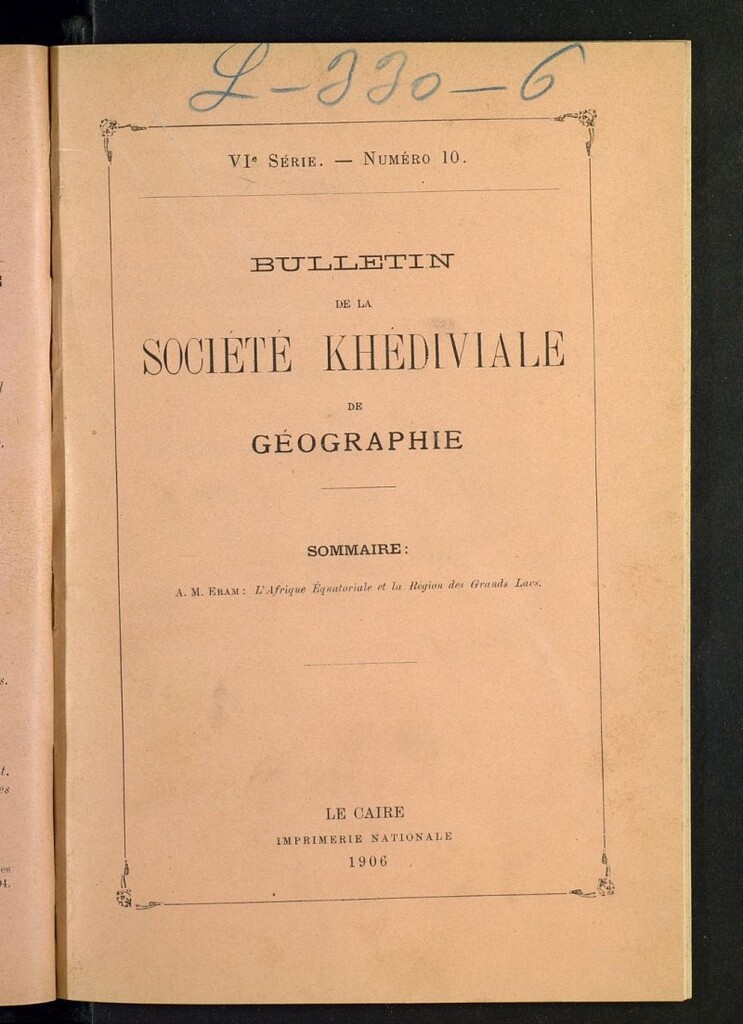 L-330-6
VIᵉ SÉRIE. — NUMÉRO 10.
BULLETIN
DE LA
SOCIÉTÉ KHÉDIVIALE
DE
GÉOGRAPHIE
SOMMAIRE:
A. M. ERAM: L'Afrique Équatoriale et la Région des Grands Lacs.
LE CAIRE
IMPRIMERIE NATIONALE
1906